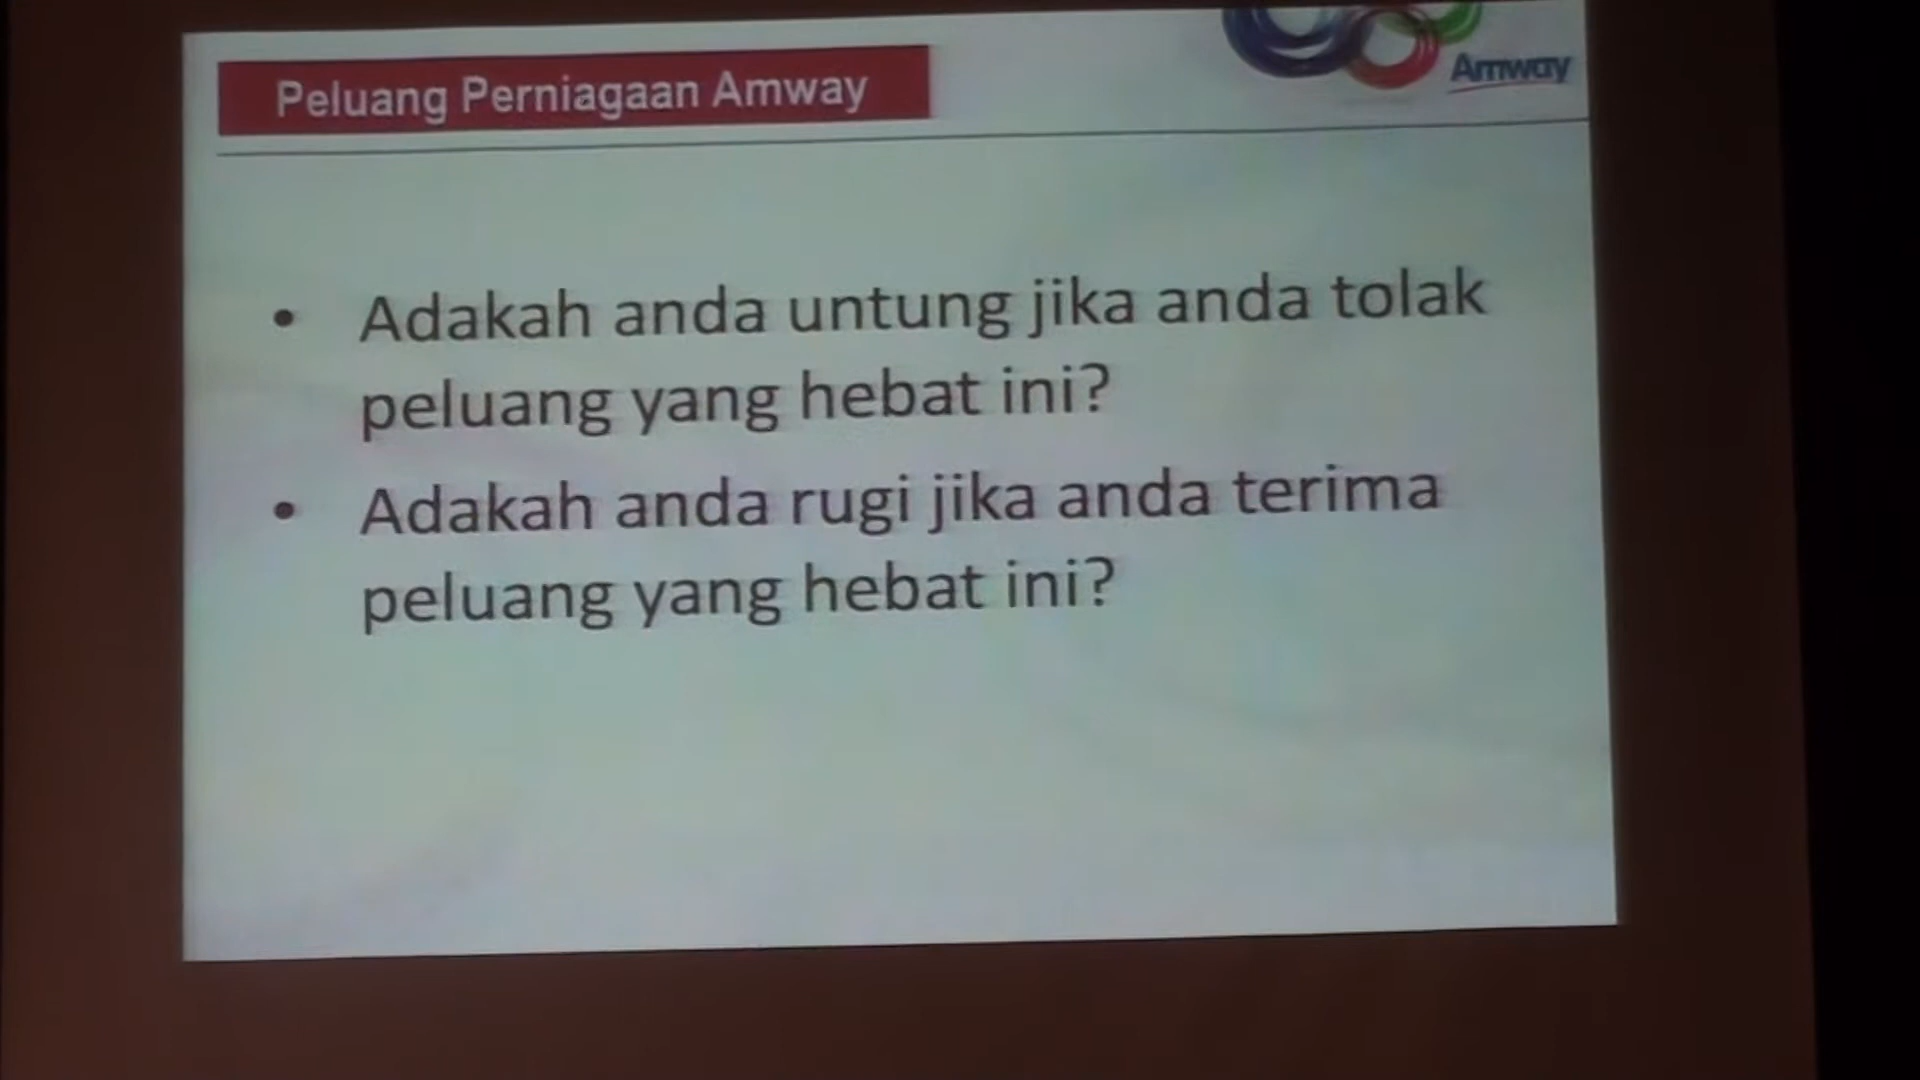 Peluang Perniagaan Amway
Amway
• Adakah anda untung jika anda tolak
peluang yang hebat ini?
• Adakah anda rugi jika anda terima
peluang yang hebat ini?